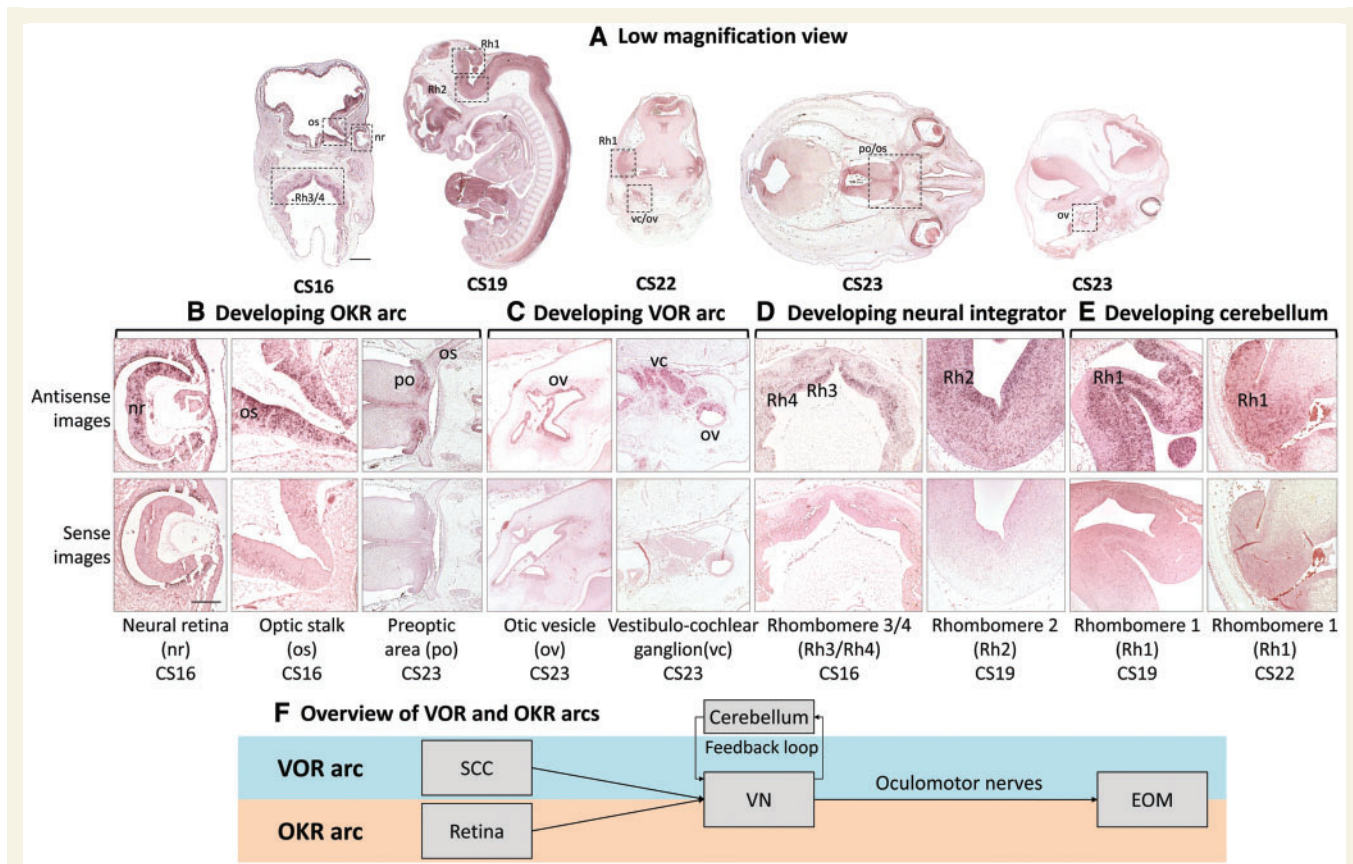 A Low magnification view
os
nr
Rh3/4
CS16
Rh1
Rh2
CS19
Rh1
vc/ov
CS22
po/os
CS23
ov
CS23
B Developing OKR arc
C Developing VOR arc
D Developing neural integrator
E Developing cerebellum
Antisense
images
nr
os
po
os
ov
vc
ov
Rh4
Rh3
Rh2
Rh1
Rh1
Sense
images
Neural retina
(nr)
CS16
Optic stalk
(os)
CS16
Preoptic
area (po)
CS23
Otic vesicle
(ov)
CS23
Vestibulo-cochlear
ganglion(vc)
CS23
Rhombomere 3/4
(Rh3/Rh4)
CS16
Rhombomere 2
(Rh2)
CS19
Rhombomere 1
(Rh1)
CS19
Rhombomere 1
(Rh1)
CS22
F Overview of VOR and OKR arcs
Cerebellum
Feedback loop
VOR arc
SCC
VN
Oculomotor nerves
EOM
OKR arc
Retina